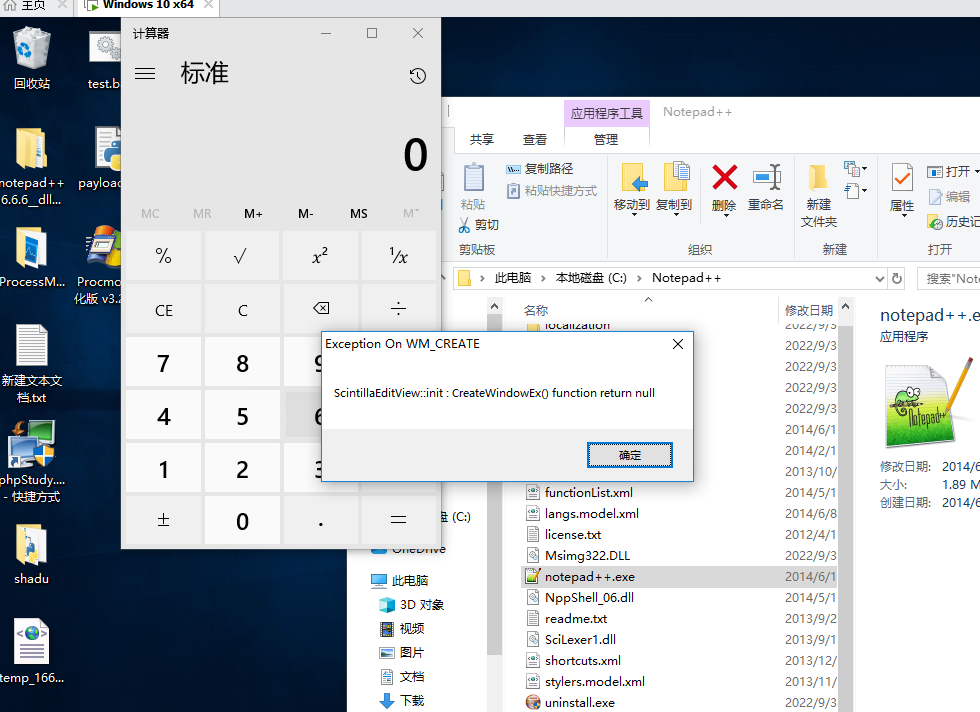 主页
Windows 10 x64
回收站
test.b
notepad++
6.6.6__dll...
payload
ProcessM...
Procmo
化版 v3.2
新建文本文
档.txt
phpStudy....
- 快捷方式
shadu
temp_166...
计算器
标准
0
MC MR M+ M- MS M˅
% √ x² ¹/x
CE C ÷
7 8 9
4 5 6
1 2 3
± 0 . =
Exception On WM_CREATE
ScintillaEditView::init : CreateWindowEx() function return null
确定
应用程序工具
Notepad++
共享 查看 管理
粘贴
复制路径
粘贴快捷方式
剪切
剪贴板
移动到 复制到
删除 重命名
组织
新建
文件夹
新建
属性
打开
编辑
历史记
打开
此电脑 本地磁盘 (C:) Notepad++
搜索"Note
名称 修改日期
localization 2022/9/3
2022/9/3
2022/9/3
2022/9/3
2022/9/3
2014/6/1
2014/2/1
2013/10/
functionList.xml 2014/5/1
langs.model.xml 2014/6/8
license.txt 2012/4/1
Msimg322.DLL 2022/9/3
notepad++.exe 2014/6/1
NppShell_06.dll 2014/5/1
readme.txt 2013/9/2
SciLexer1.dll 2013/9/1
shortcuts.xml 2013/12/
stylers.model.xml 2013/11/
uninstall.exe 2022/9/3
盘 (C:)
OneDrive
此电脑
3D 对象
视频
图片
文档
下载
notepad++.e
应用程序
Notepad++
修改日期: 2014/6
大小: 1.89 M
创建日期: 2014/6